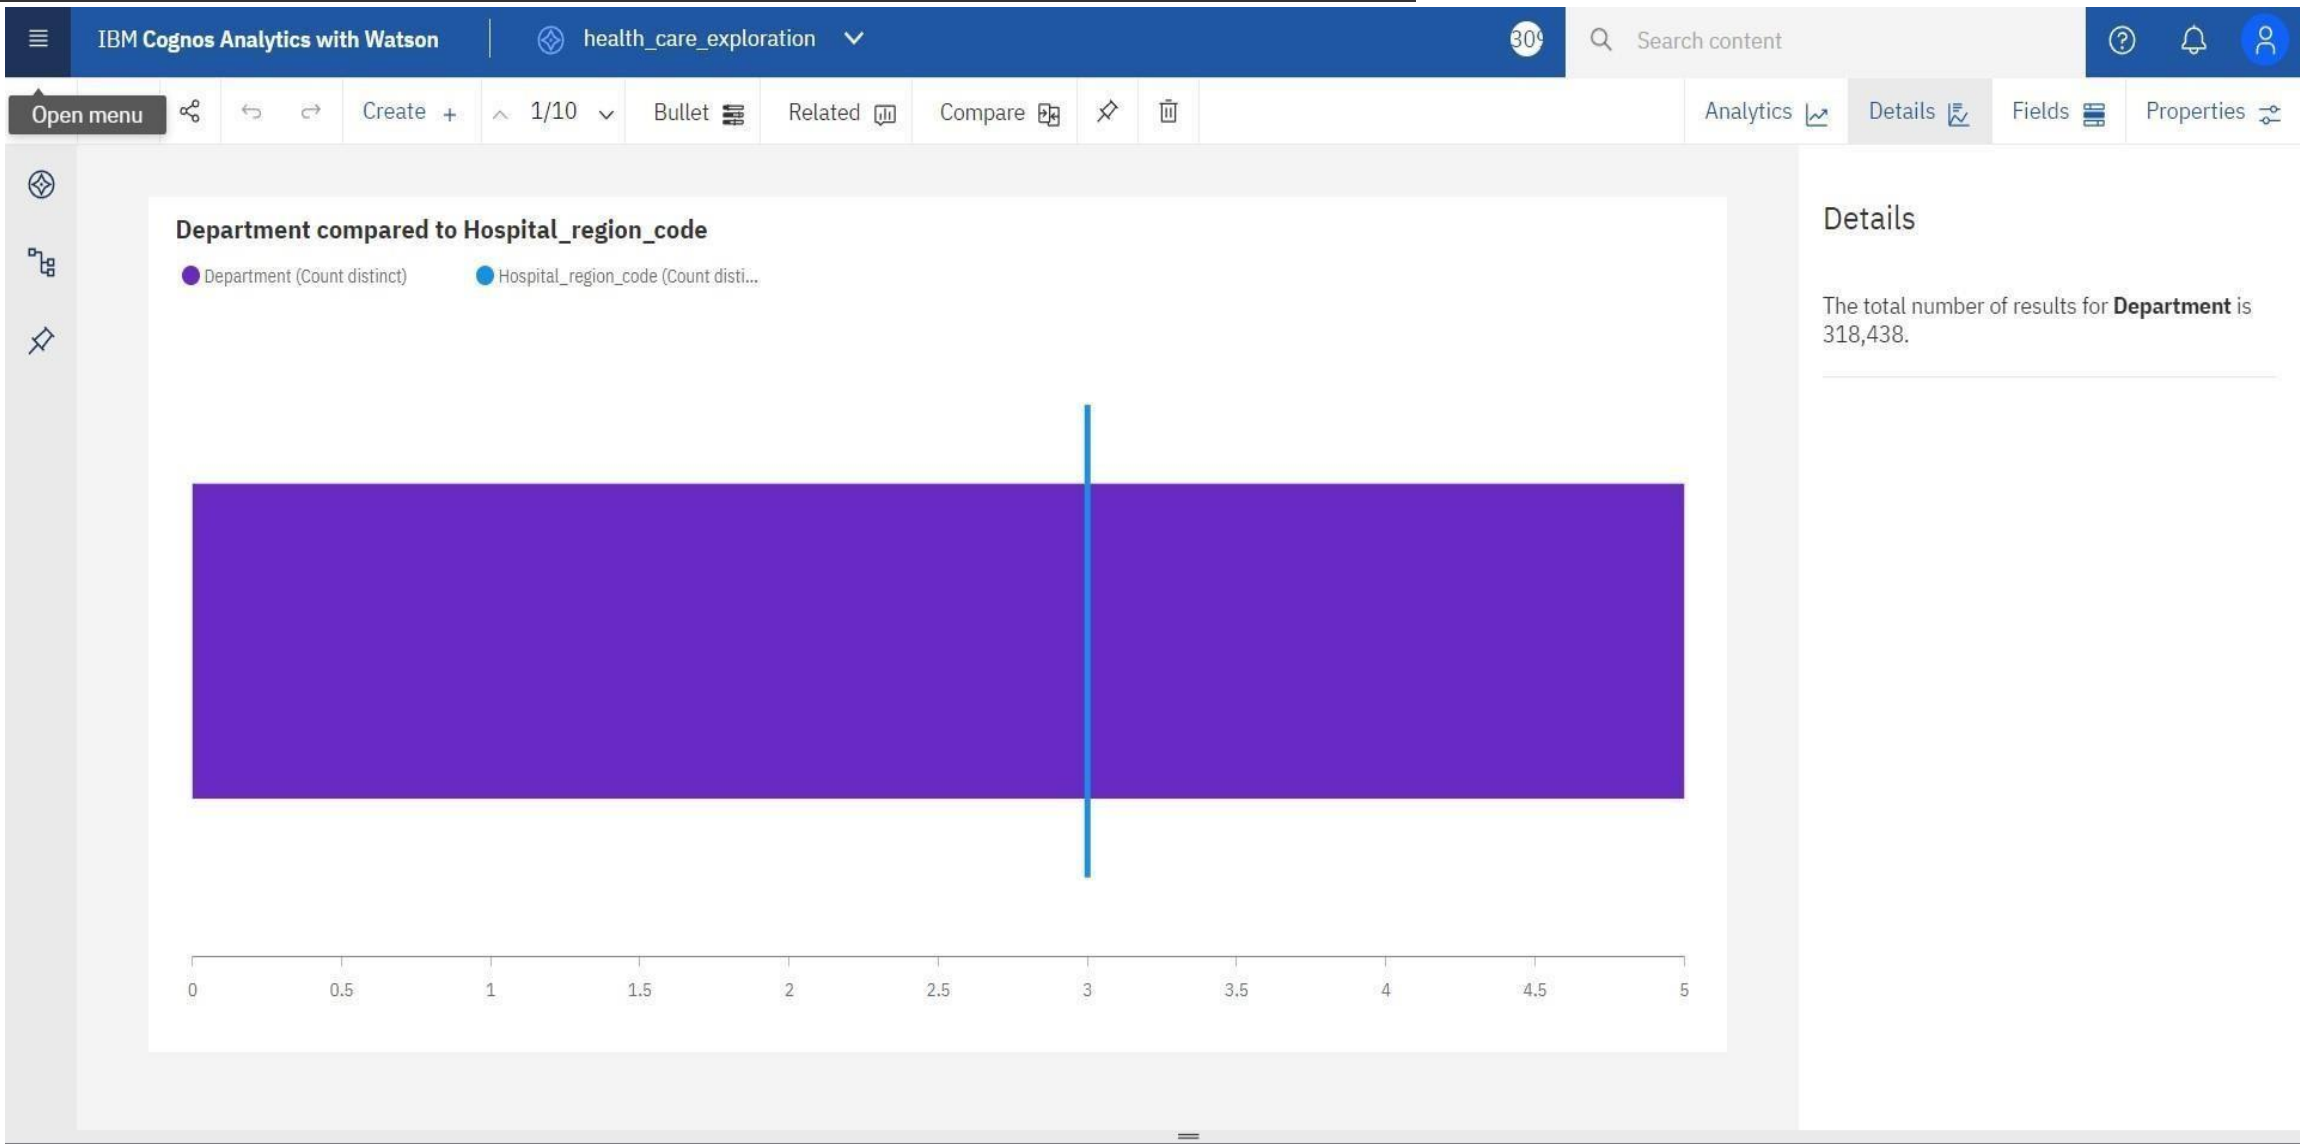 IBM Cognos Analytics with Watson
health_care_exploration
30
Search content
Open menu
Create +
1/10
Bullet
Related
Compare
Analytics
Details
Fields
Properties
Department compared to Hospital_region_code
Department (Count distinct)
Hospital_region_code (Count disti...
0
0.5
1
1.5
2
2.5
3
3.5
4
4.5
5
Details
The total number of results for Department is
318,438.